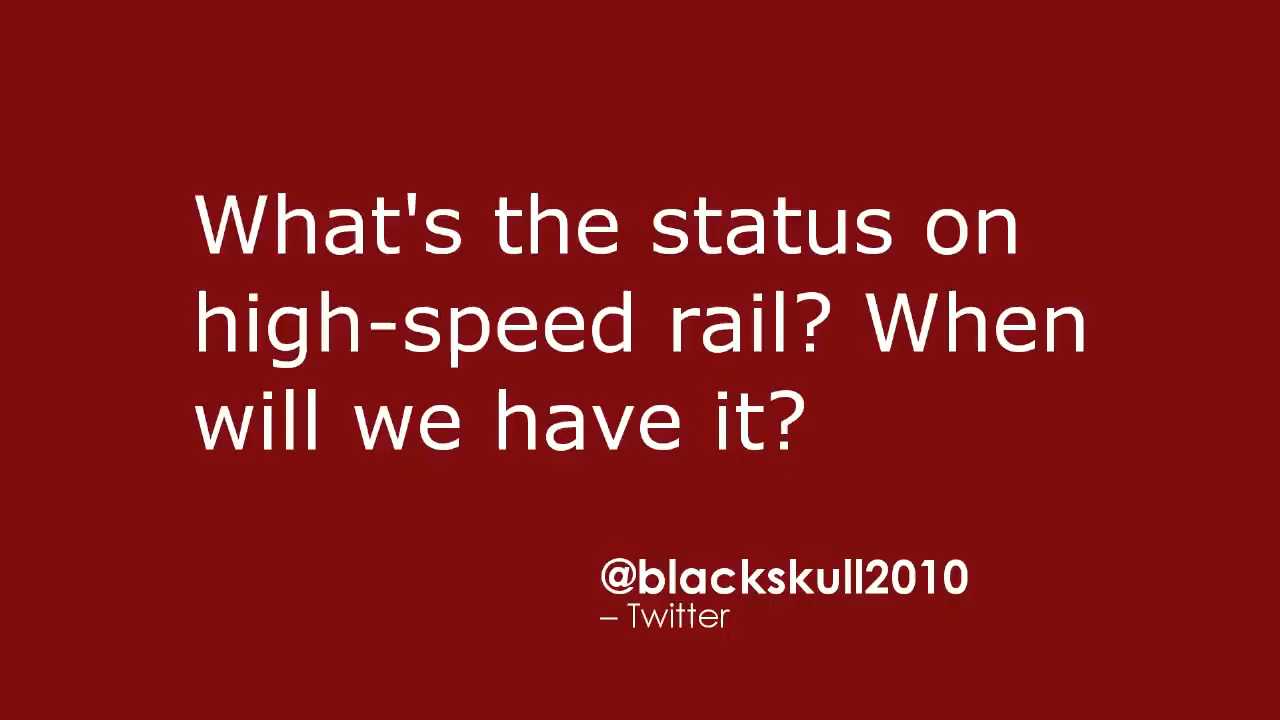 What's the status on
high-speed rail? When
will we have it?
@blackskull2010
– Twitter